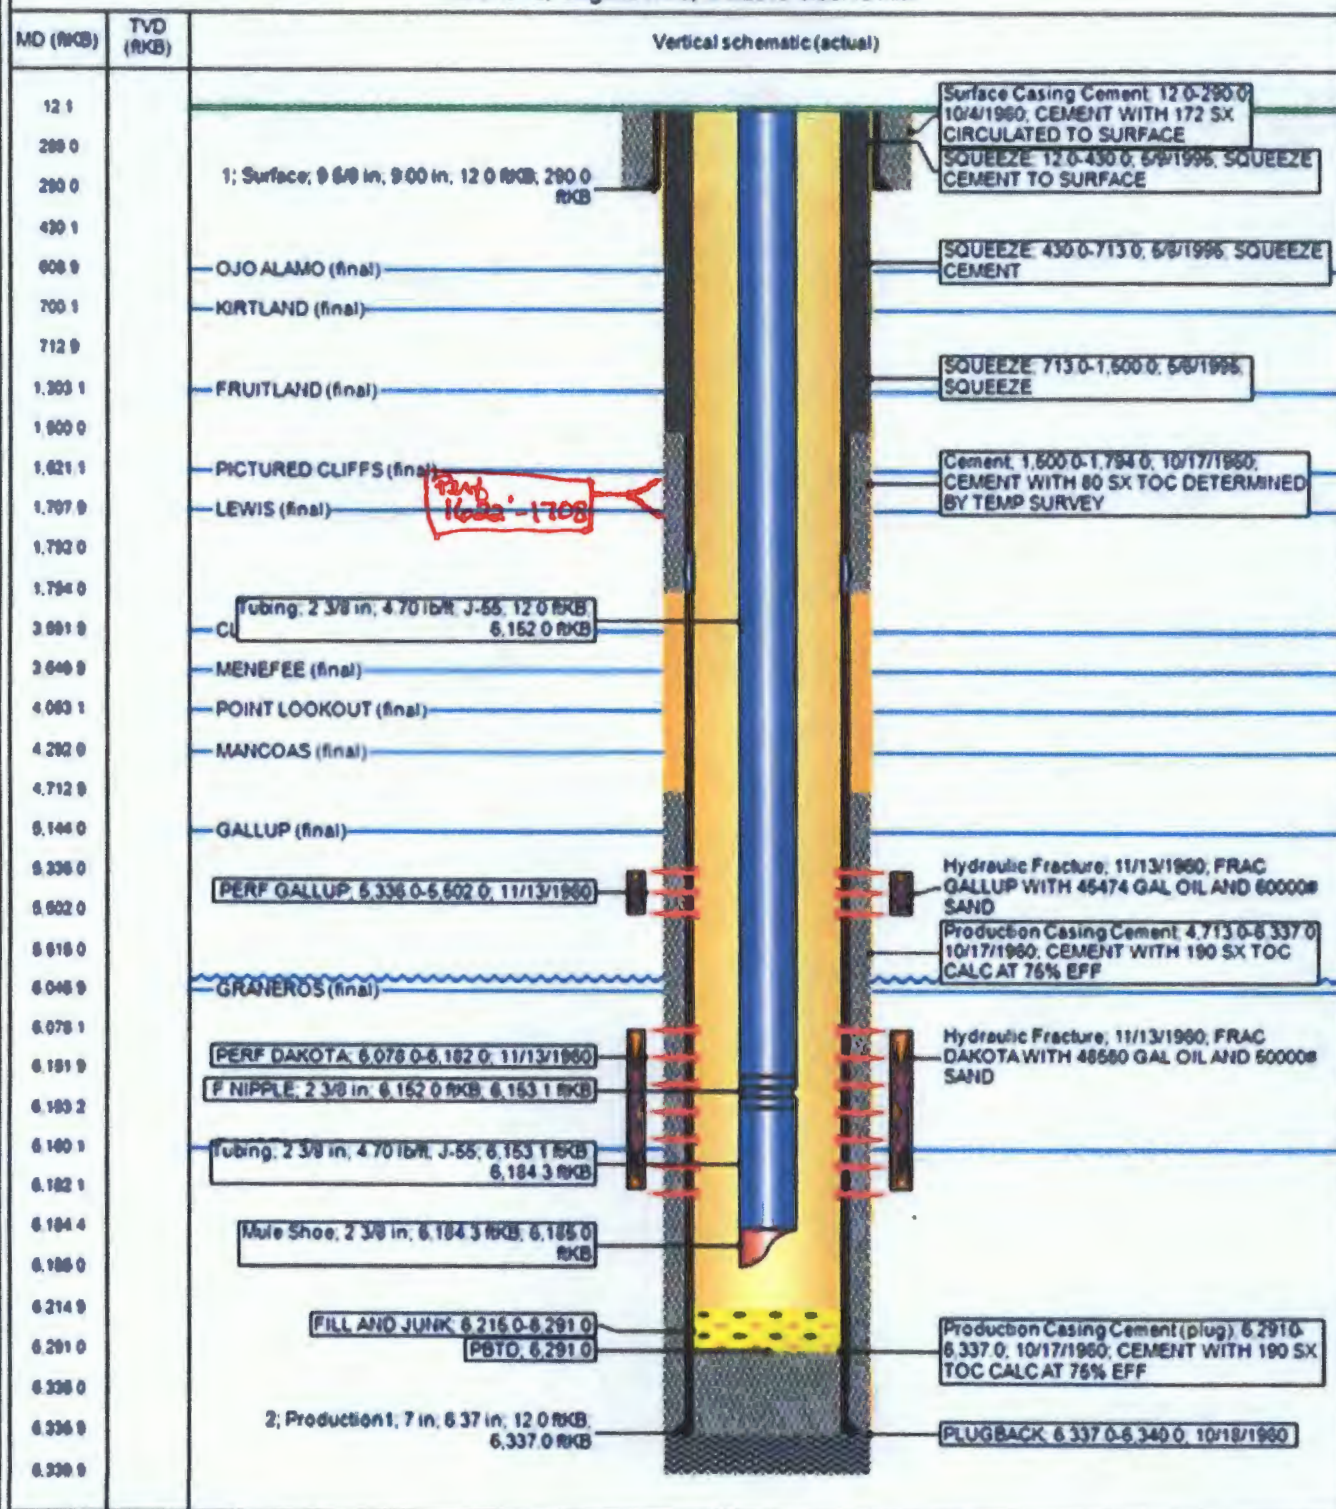 MD (ftKB)
TVD
(ftKB)
Vertical schematic (actual)
12.1
290.0
430.1
608.9
700.1
712.9
1,303.1
1,600.0
1,621.1
1,707.9
1,792.0
1,794.0
4,083.1
4,292.0
4,712.9
5,144.0
5,336.0
5,602.0
6,046.9
6,078.1
6,151.9
6,153.2
6,160.1
6,182.1
6,184.4
6,185.0
6,214.9
6,291.0
6,336.0
6,336.9
6,339.9
1; Surface; 9 5/8 in; 9.00 in; 12.0 ftKB; 290.0
ftKB
OJO ALAMO (final)
KIRTLAND (final)
FRUITLAND (final)
PICTURED CLIFFS (final)
Perf
1622'-1708
LEWIS (final)
Tubing; 2 3/8 in; 4.70 lb/ft; J-55; 12.0 ftKB;
6,152.0 ftKB
MENEFEE (final)
POINT LOOKOUT (final)
MANCOAS (final)
GALLUP (final)
PERF GALLUP; 5,336.0-5,602.0; 11/13/1960
GRANEROS (final)
PERF DAKOTA; 6,078.0-6,182.0; 11/13/1960
F NIPPLE; 2 3/8 in; 6,152.0 ftKB; 6,153.1 ftKB
Tubing; 2 3/8 in; 4.70 lb/ft; J-55; 6,153.1 ftKB;
6,184.3 ftKB
Mule Shoe; 2 3/8 in; 6,184.3 ftKB; 6,185.0
ftKB
FILL AND JUNK; 6,215.0-6,291.0
PBTD; 6,291.0
2; Production1; 7 in; 6.37 in; 12.0 ftKB;
6,337.0 ftKB
Surface Casing Cement; 12.0-290.0;
10/4/1960; CEMENT WITH 172 SX
CIRCULATED TO SURFACE
SQUEEZE; 12.0-430.0; SQUEEZE
CEMENT TO SURFACE
SQUEEZE; 430.0-713.0; SQUEEZE
CEMENT
SQUEEZE; 713.0-1,600.0;
SQUEEZE
Cement; 1,600.0-1,794.0; 10/17/1960;
CEMENT WITH 80 SX TOC DETERMINED
BY TEMP SURVEY
Hydraulic Fracture; 11/13/1960; FRAC
GALLUP WITH 45474 GAL OIL AND 60000#
SAND
Production Casing Cement; 4,713.0-6,337.0;
10/17/1960; CEMENT WITH 190 SX TOC
CALC AT 75% EFF
Hydraulic Fracture; 11/13/1960; FRAC
DAKOTA WITH GAL OIL AND
SAND
Production Casing Cement (plug); 6,291.0-
6,337.0; 10/17/1960; CEMENT WITH 190 SX
TOC CALC AT 75% EFF
PLUGBACK; 6,337.0-6,340.0; 10/18/1960